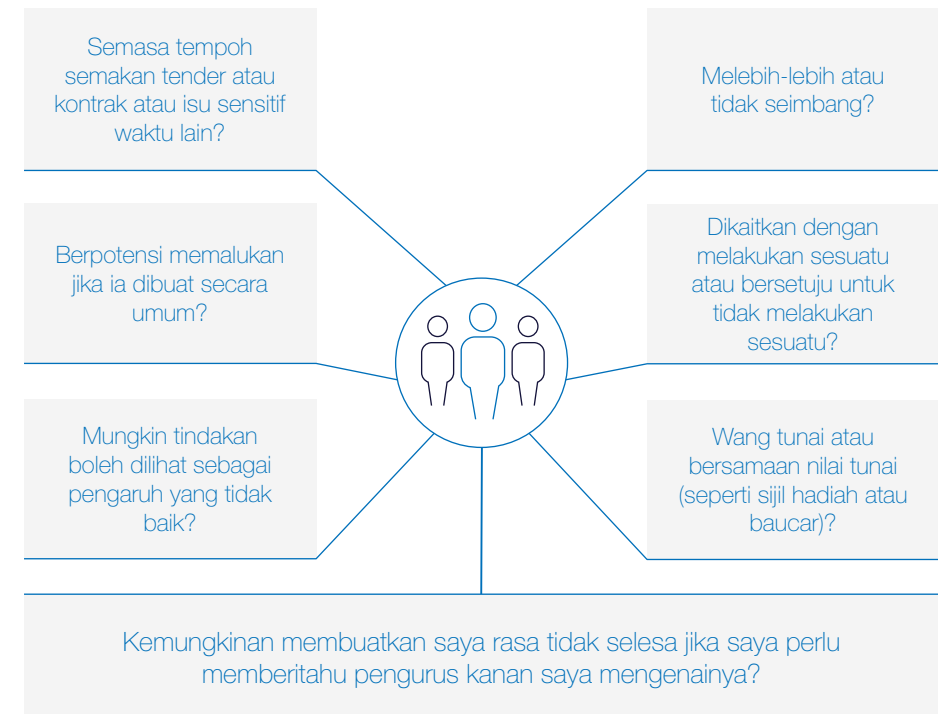 Semasa tempoh
semakan tender atau
kontrak atau isu sensitif
waktu lain?
Melebih-lebih atau
tidak seimbang?
Berpotensi memalukan
jika ia dibuat secara
umum?
Dikaitkan dengan
melakukan sesuatu
atau bersetuju untuk
tidak melakukan
sesuatu?
Mungkin tindakan
boleh dilihat sebagai
pengaruh yang tidak
baik?
Wang tunai atau
bersamaan nilai tunai
(seperti sijil hadiah atau
baucar)?
Kemungkinan membuatkan saya rasa tidak selesa jika saya perlu
memberitahu pengurus kanan saya mengenainya?